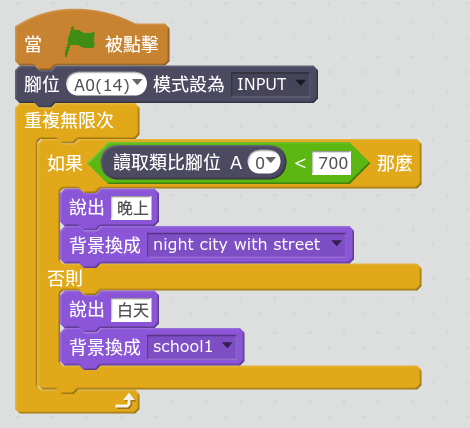 當 被點擊
腳位 A0(14) 模式設為 INPUT
重複無限次
如果 讀取類比腳位 A 0 < 700 那麼
說出 晚上
背景換成 night city with street
否則
說出 白天
背景換成 school1